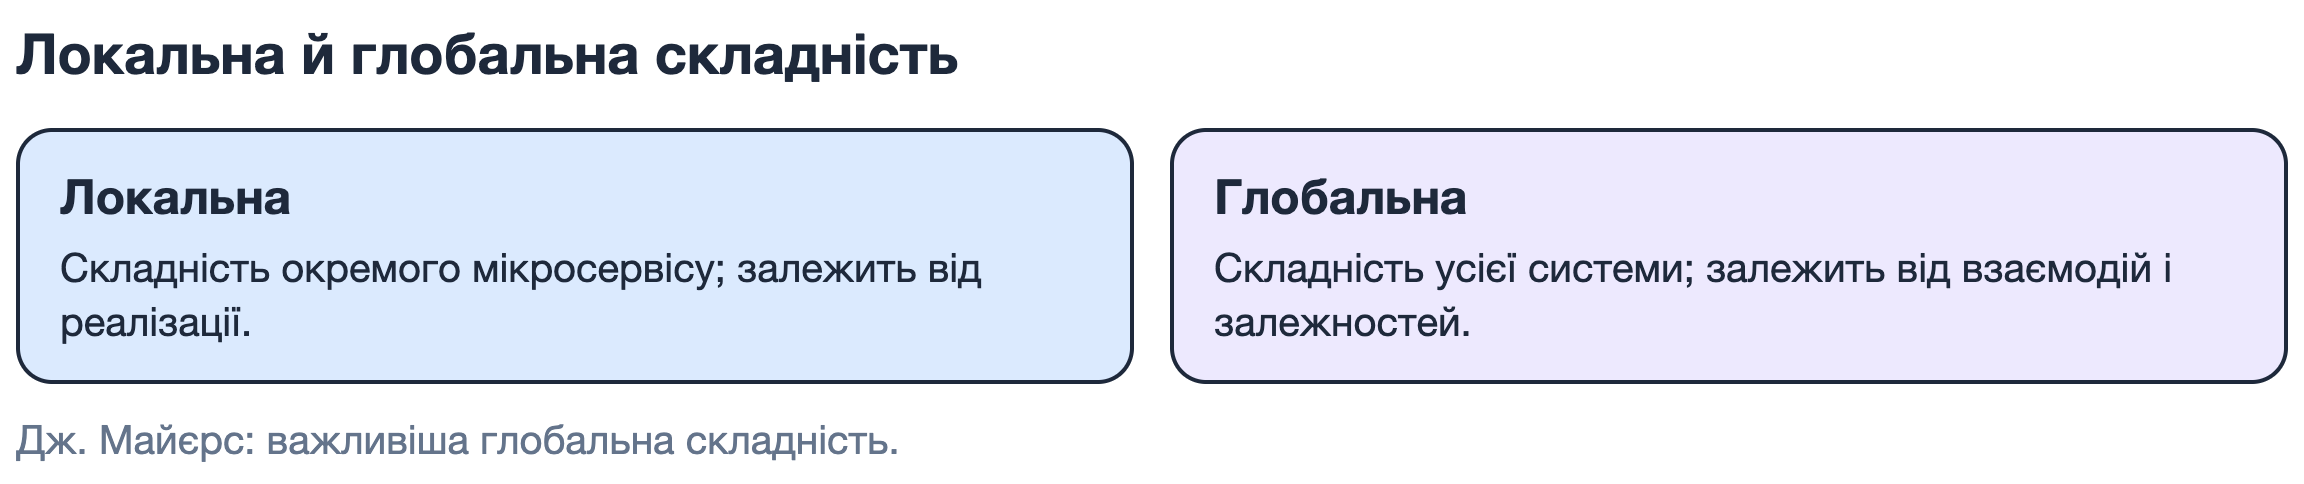 Локальна й глобальна складність
Локальна
Складність окремого мікросервісу; залежить від
реалізації.
Глобальна
Складність усієї системи; залежить від взаємодій і
залежностей.
Дж. Майєрс: важливіша глобальна складність.